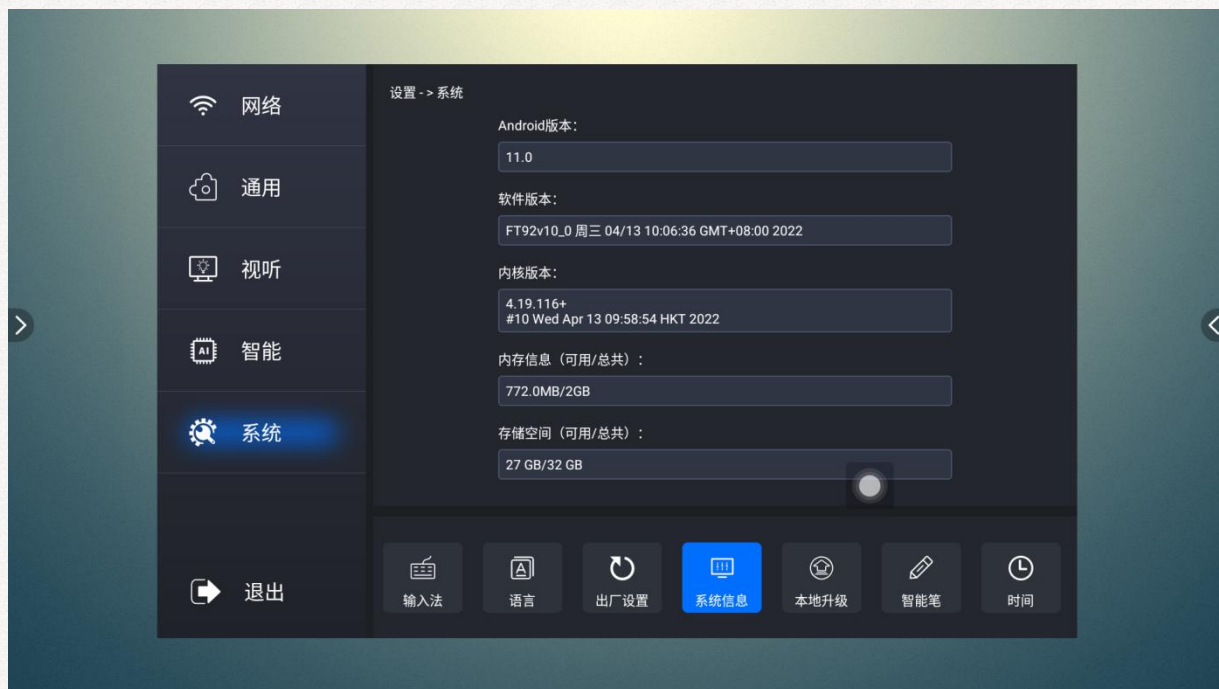 网络
通用
视听
AI
智能
系统
退出
设置 - > 系统
Android版本：
11.0
软件版本：
FT92v10_0 周三 04/13 10:06:36 GMT+08:00 2022
内核版本：
4.19.116+
#10 Wed Apr 13 09:58:54 HKT 2022
内存信息（可用/总共）：
772.0MB/2GB
存储空间（可用/总共）：
27 GB/32 GB
输入法
A
语言
出厂设置
系统信息
本地升级
智能笔
时间